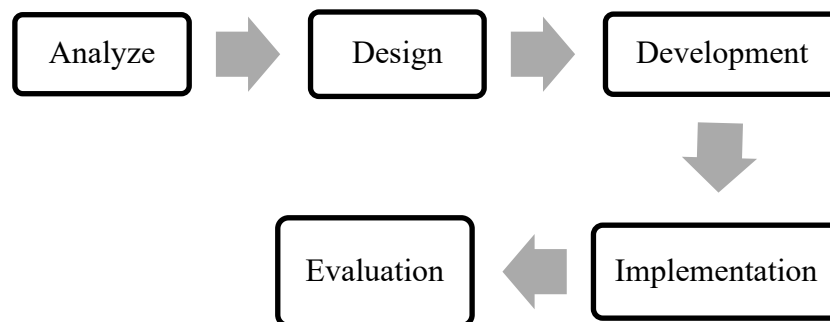 Analyze
Design
Development
Implementation
Evaluation